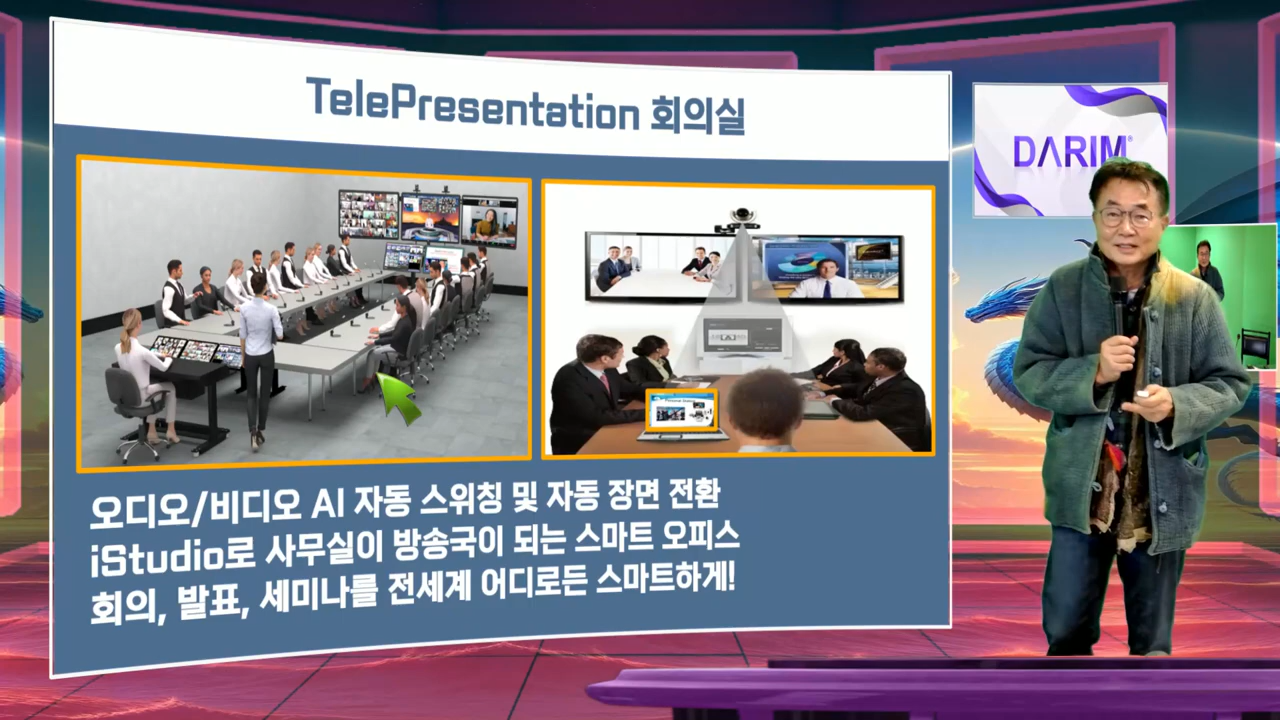 TelePresentation 회의실
DARIM®
오디오/비디오 AI 자동 스위칭 및 자동 장면 전환
iStudio로 사무실이 방송국이 되는 스마트 오피스
회의, 발표, 세미나를 전세계 어디로든 스마트하게!